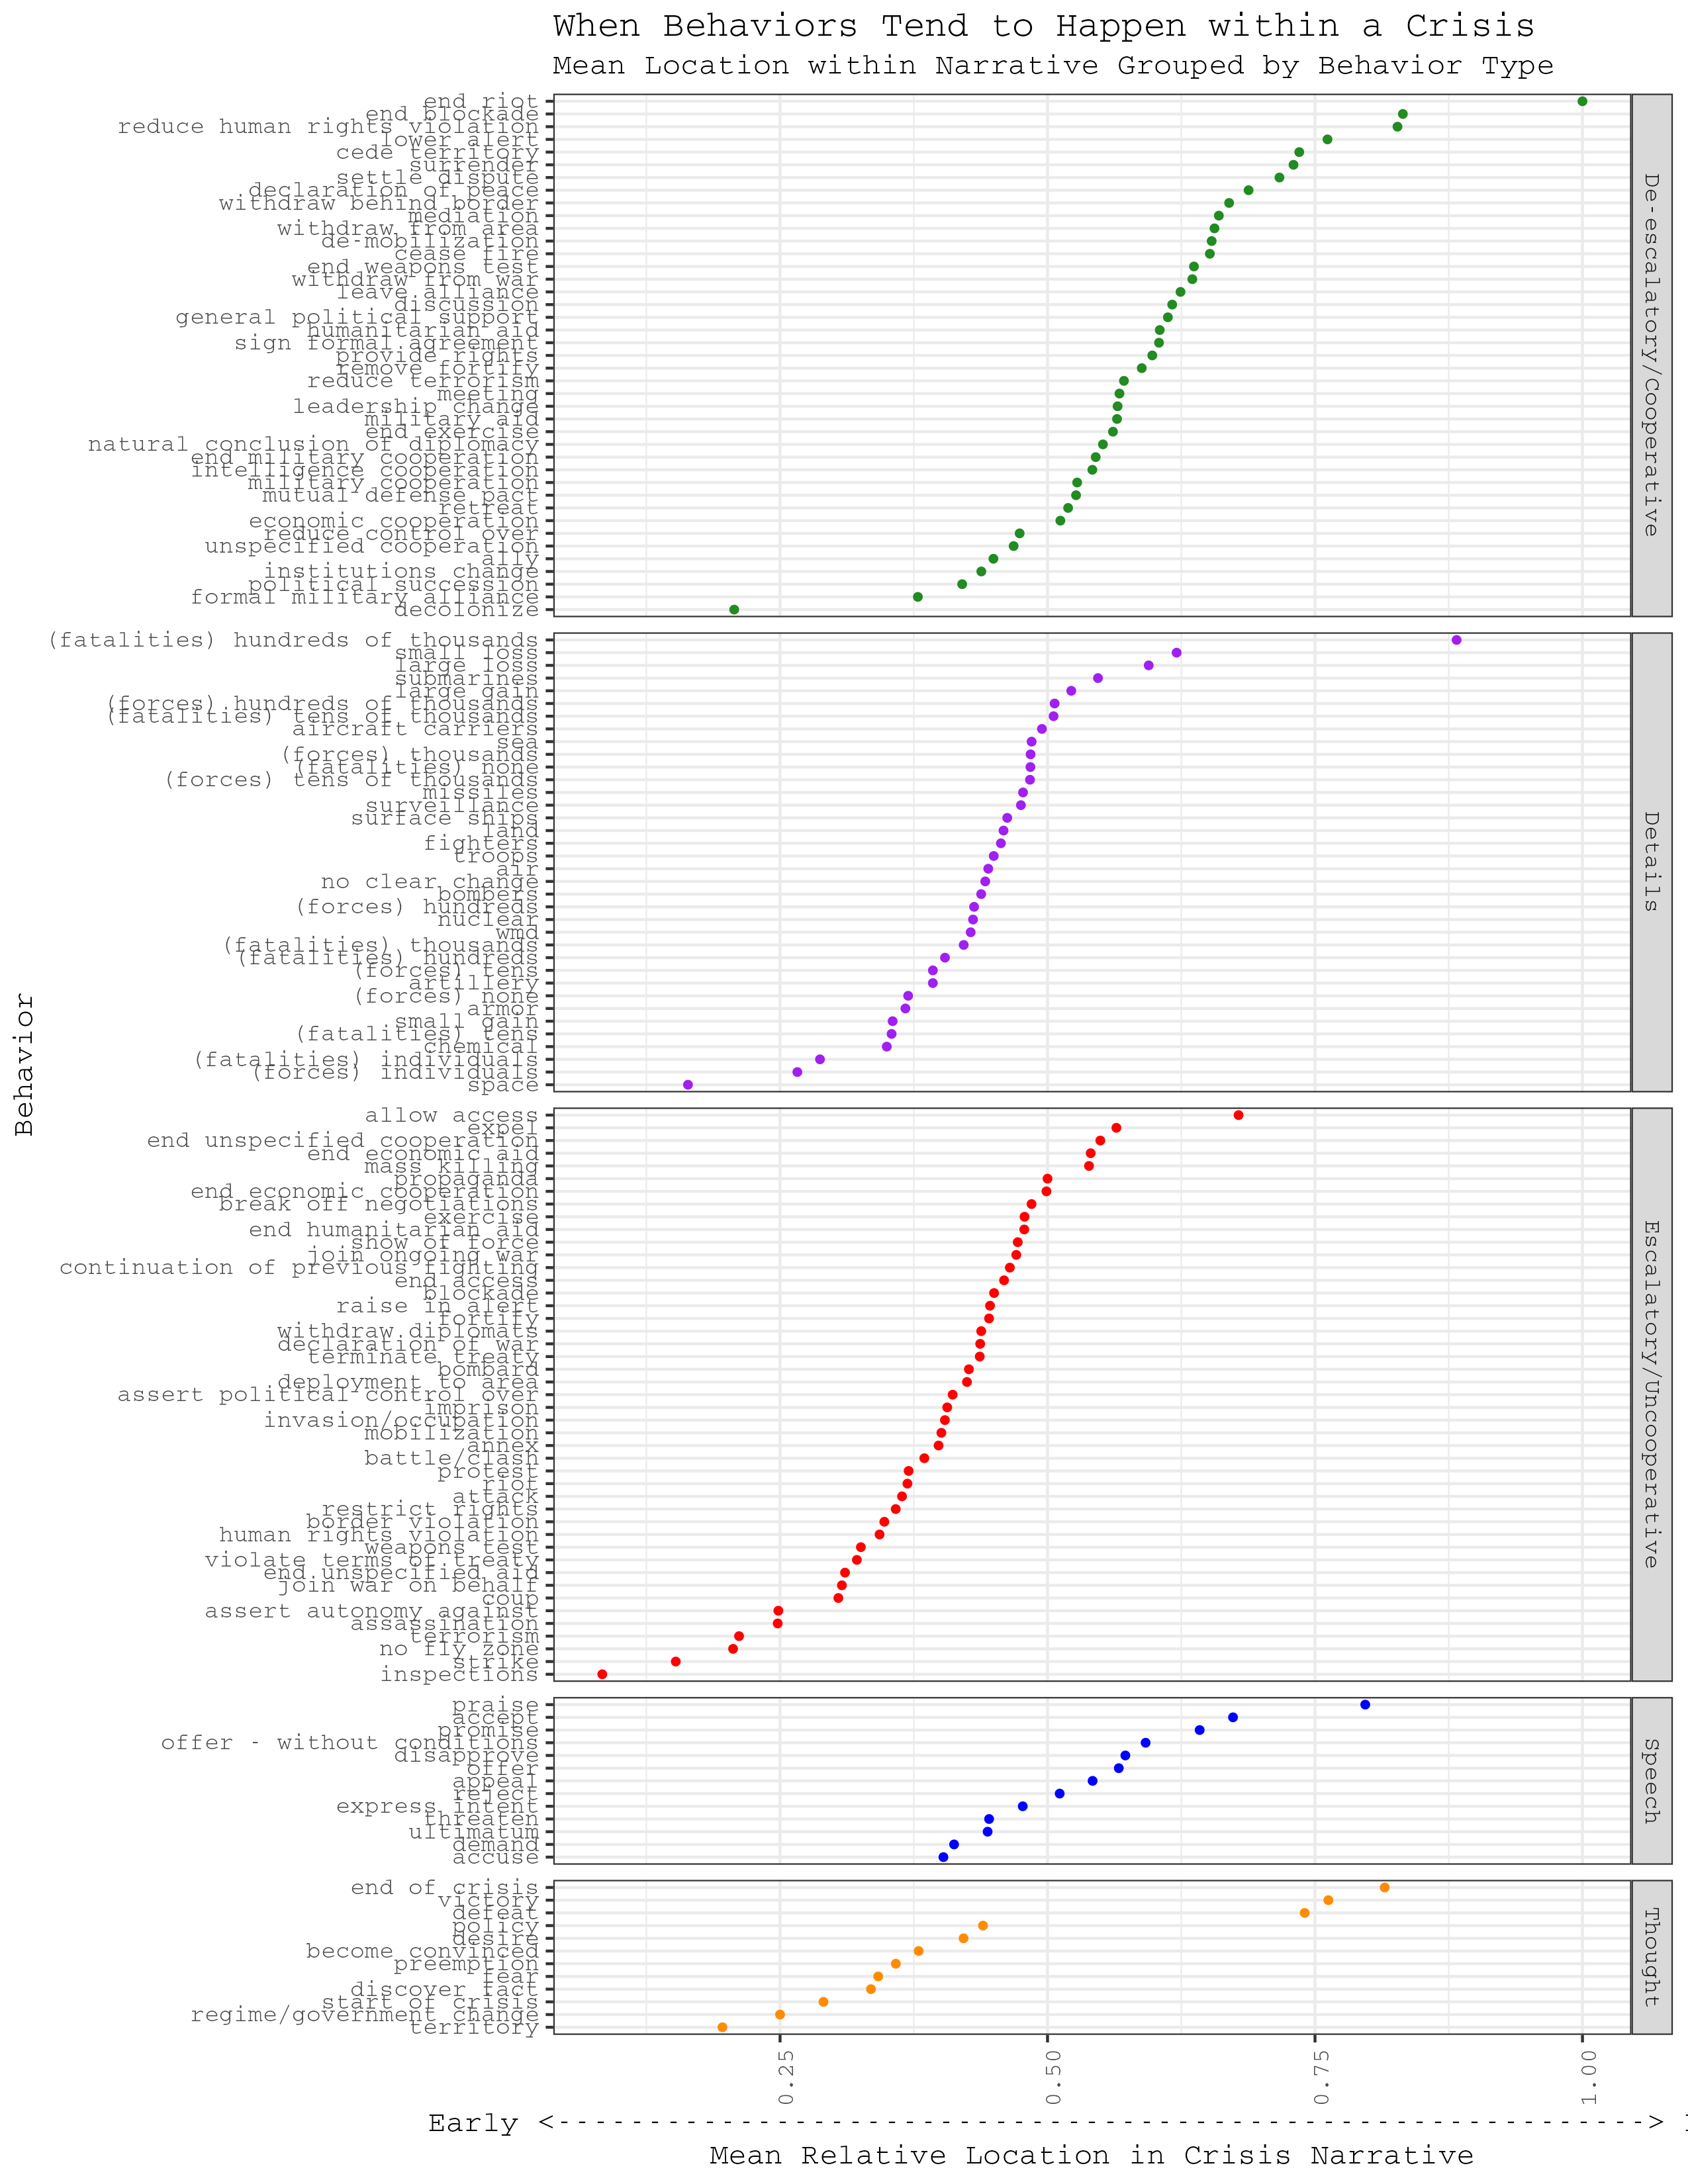 When Behaviors Tend to Happen within a Crisis
Mean Location within Narrative Grouped by Behavior Type
end riot
end blockade
reduce human rights violation
lower alert
cede territory
surrender
settle dispute
declaration of peace
withdraw behind border
mediation
withdraw from area
de-mobilization
cease fire
end weapons test
withdraw from war
leave alliance
discussion
general political support
humanitarian aid
sign formal agreement
provide rights
remove fortify
reduce terrorism
meeting
leadership change
military aid
end exercise
natural conclusion of diplomacy
end military cooperation
intelligence cooperation
military cooperation
mutual defense pact
retreat
economic cooperation
reduce control over
unspecified cooperation
ally
institutions change
political succession
formal military alliance
decolonize
De-escalatory/Cooperative
(fatalities) hundreds of thousands
small loss
large loss
submarines
large gain
(forces) hundreds of thousands
(fatalities) tens of thousands
aircraft carriers
sea
(forces) thousands
(fatalities) none
(forces) tens of thousands
missiles
surveillance
surface ships
land
fighters
troops
air
no clear change
bombers
(forces) hundreds
nuclear
wmd
(fatalities) thousands
(fatalities) hundreds
(forces) tens
artillery
(forces) none
armor
small gain
(fatalities) tens
chemical
(fatalities) individuals
(forces) individuals
space
Details
allow access
expel
end unspecified cooperation
end economic aid
mass killing
propaganda
end economic cooperation
break off negotiations
exercise
end humanitarian aid
show of force
join ongoing war
continuation of previous fighting
end access
blockade
raise in alert
fortify
withdraw diplomats
declaration of war
terminate treaty
bombard
deployment to area
assert political control over
imprison
invasion/occupation
mobilization
annex
battle/clash
protest
riot
attack
restrict rights
border violation
human rights violation
weapons test
violate terms of treaty
end unspecified aid
join war on behalf
coup
assert autonomy against
assassination
terrorism
no fly zone
strike
inspections
Escalatory/Uncooperative
praise
accept
promise
offer - without conditions
disapprove
offer
appeal
reject
express intent
threaten
ultimatum
demand
accuse
Speech
end of crisis
victory
defeat
policy
desire
become convinced
preemption
fear
discover fact
start of crisis
regime/government change
territory
Thought
Behavior
0.25
0.50
0.75
1.00
Early <------------------------------------->
Mean Relative Location in Crisis Narrative